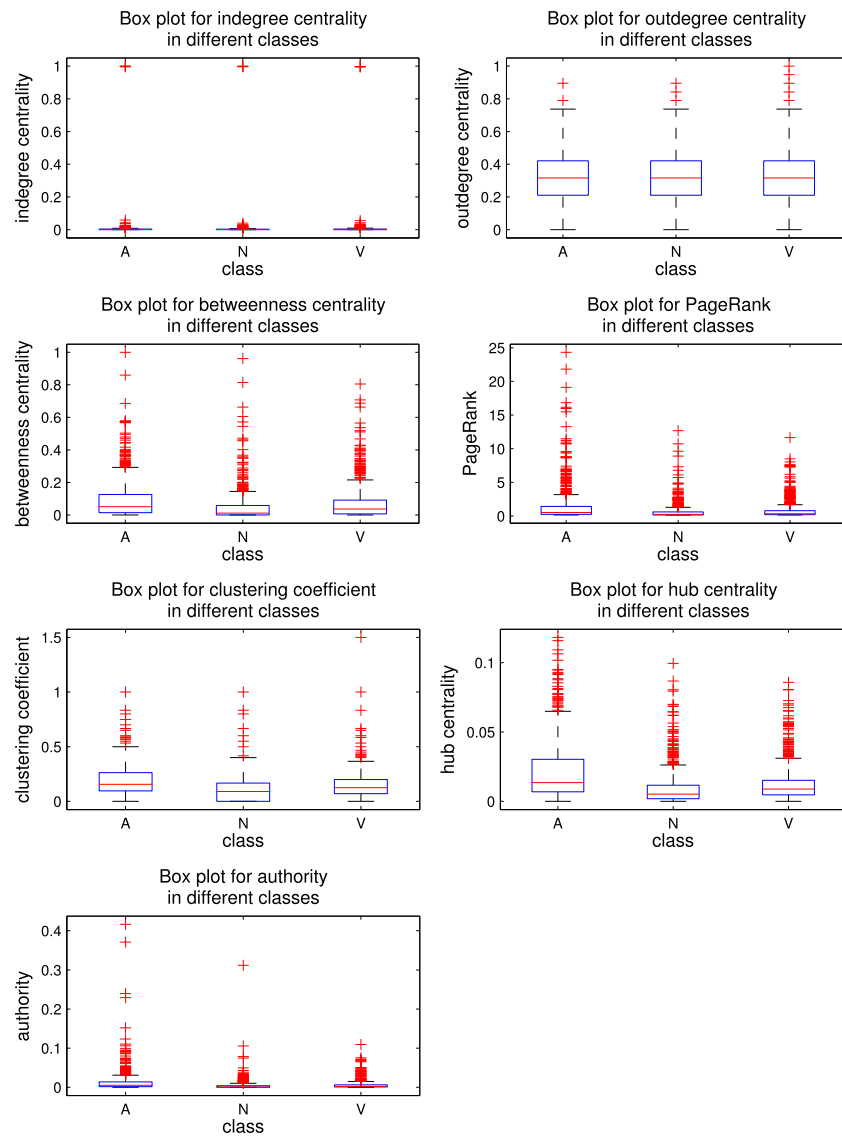 Box plot for indegree centrality
in different classes
indegree centrality
1
0.8
0.6
0.4
0.2
0
A N V
class
Box plot for outdegree centrality
in different classes
outdegree centrality
1
0.8
0.6
0.4
0.2
0
A N V
class
Box plot for betweenness centrality
in different classes
betweenness centrality
1
0.8
0.6
0.4
0.2
0
A N V
class
Box plot for PageRank
in different classes
PageRank
25
20
15
10
5
0
A N V
class
Box plot for clustering coefficient
in different classes
clustering coefficient
1.5
1
0.5
0
A N V
class
Box plot for hub centrality
in different classes
hub centrality
0.1
0.05
0
A N V
class
Box plot for authority
in different classes
authority
0.4
0.3
0.2
0.1
0
A N V
class